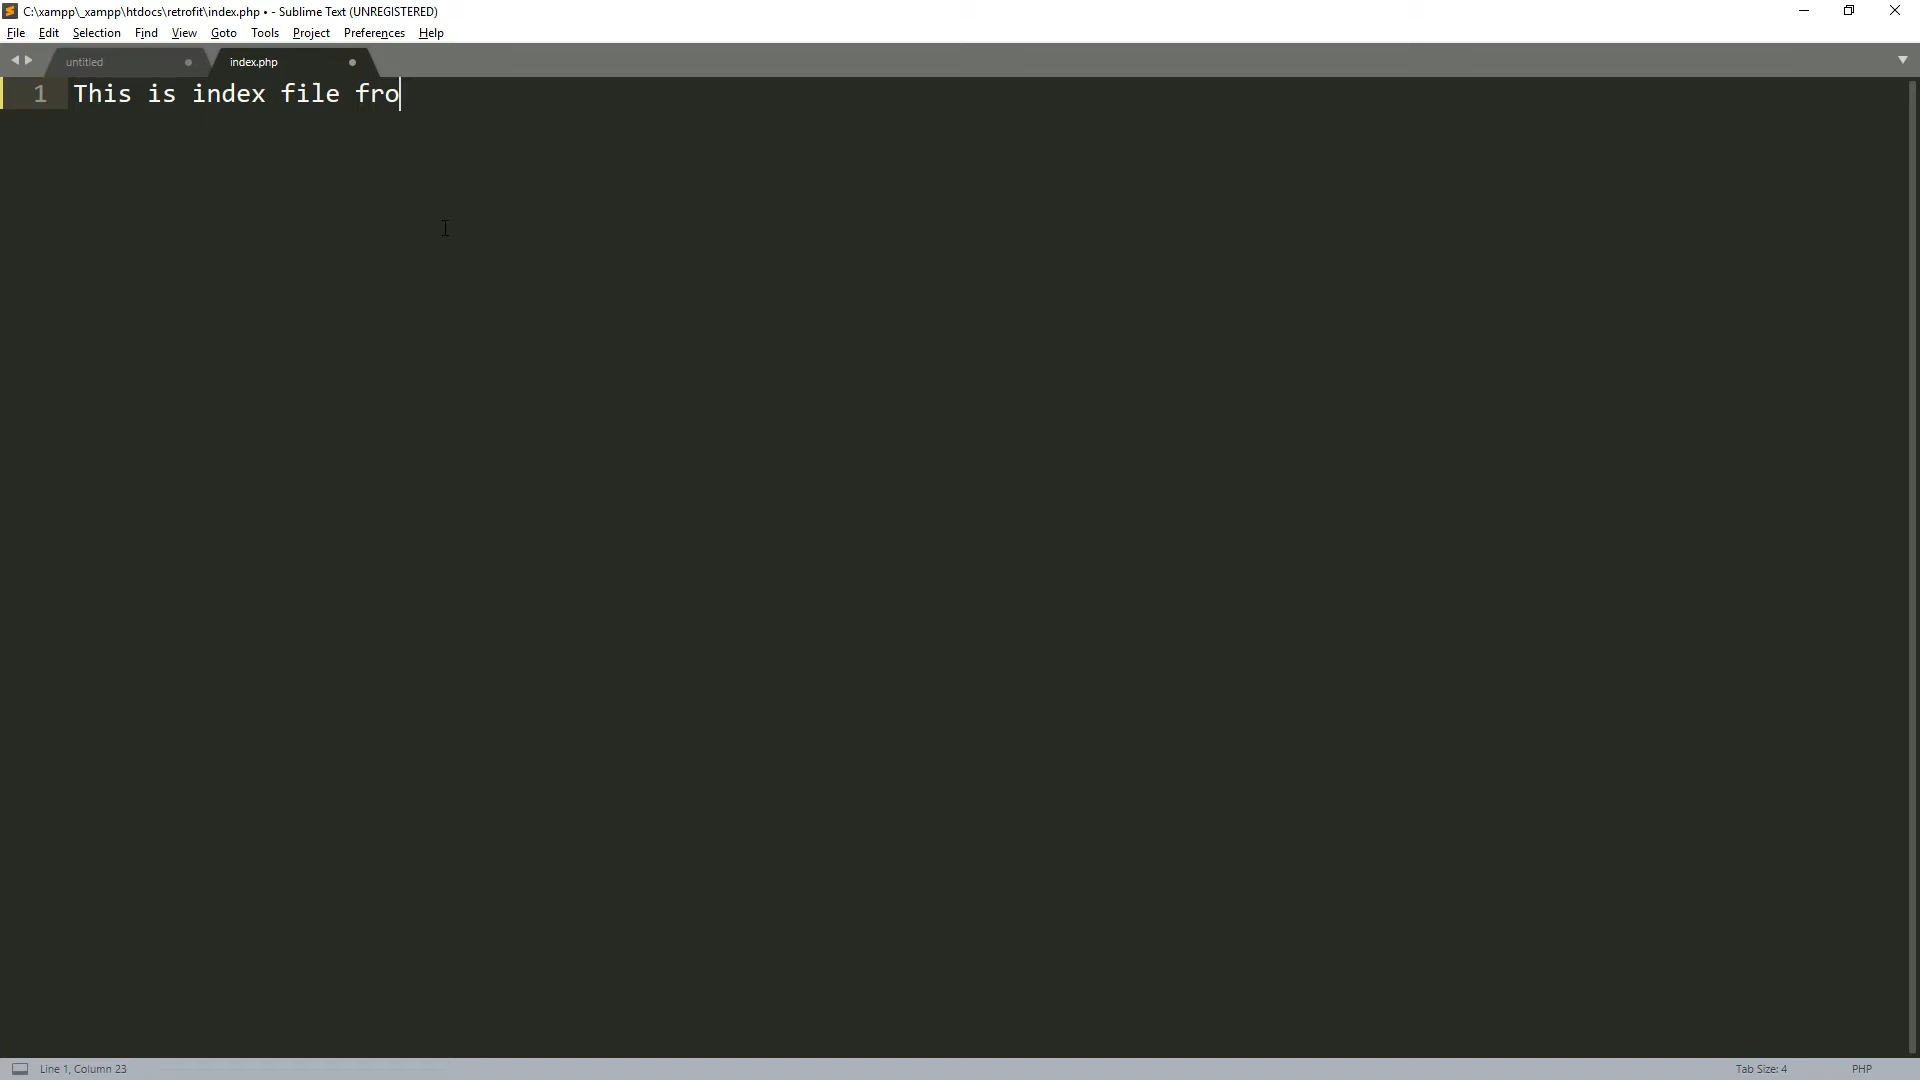 C:\xampp\_xampp\htdocs\retrofit\index.php • - Sublime Text (UNREGISTERED)
File Edit Selection Find View Goto Tools Project Preferences Help
untitled index.php
1 This is index file fro
Line 1, Column 23 Tab Size: 4 PHP